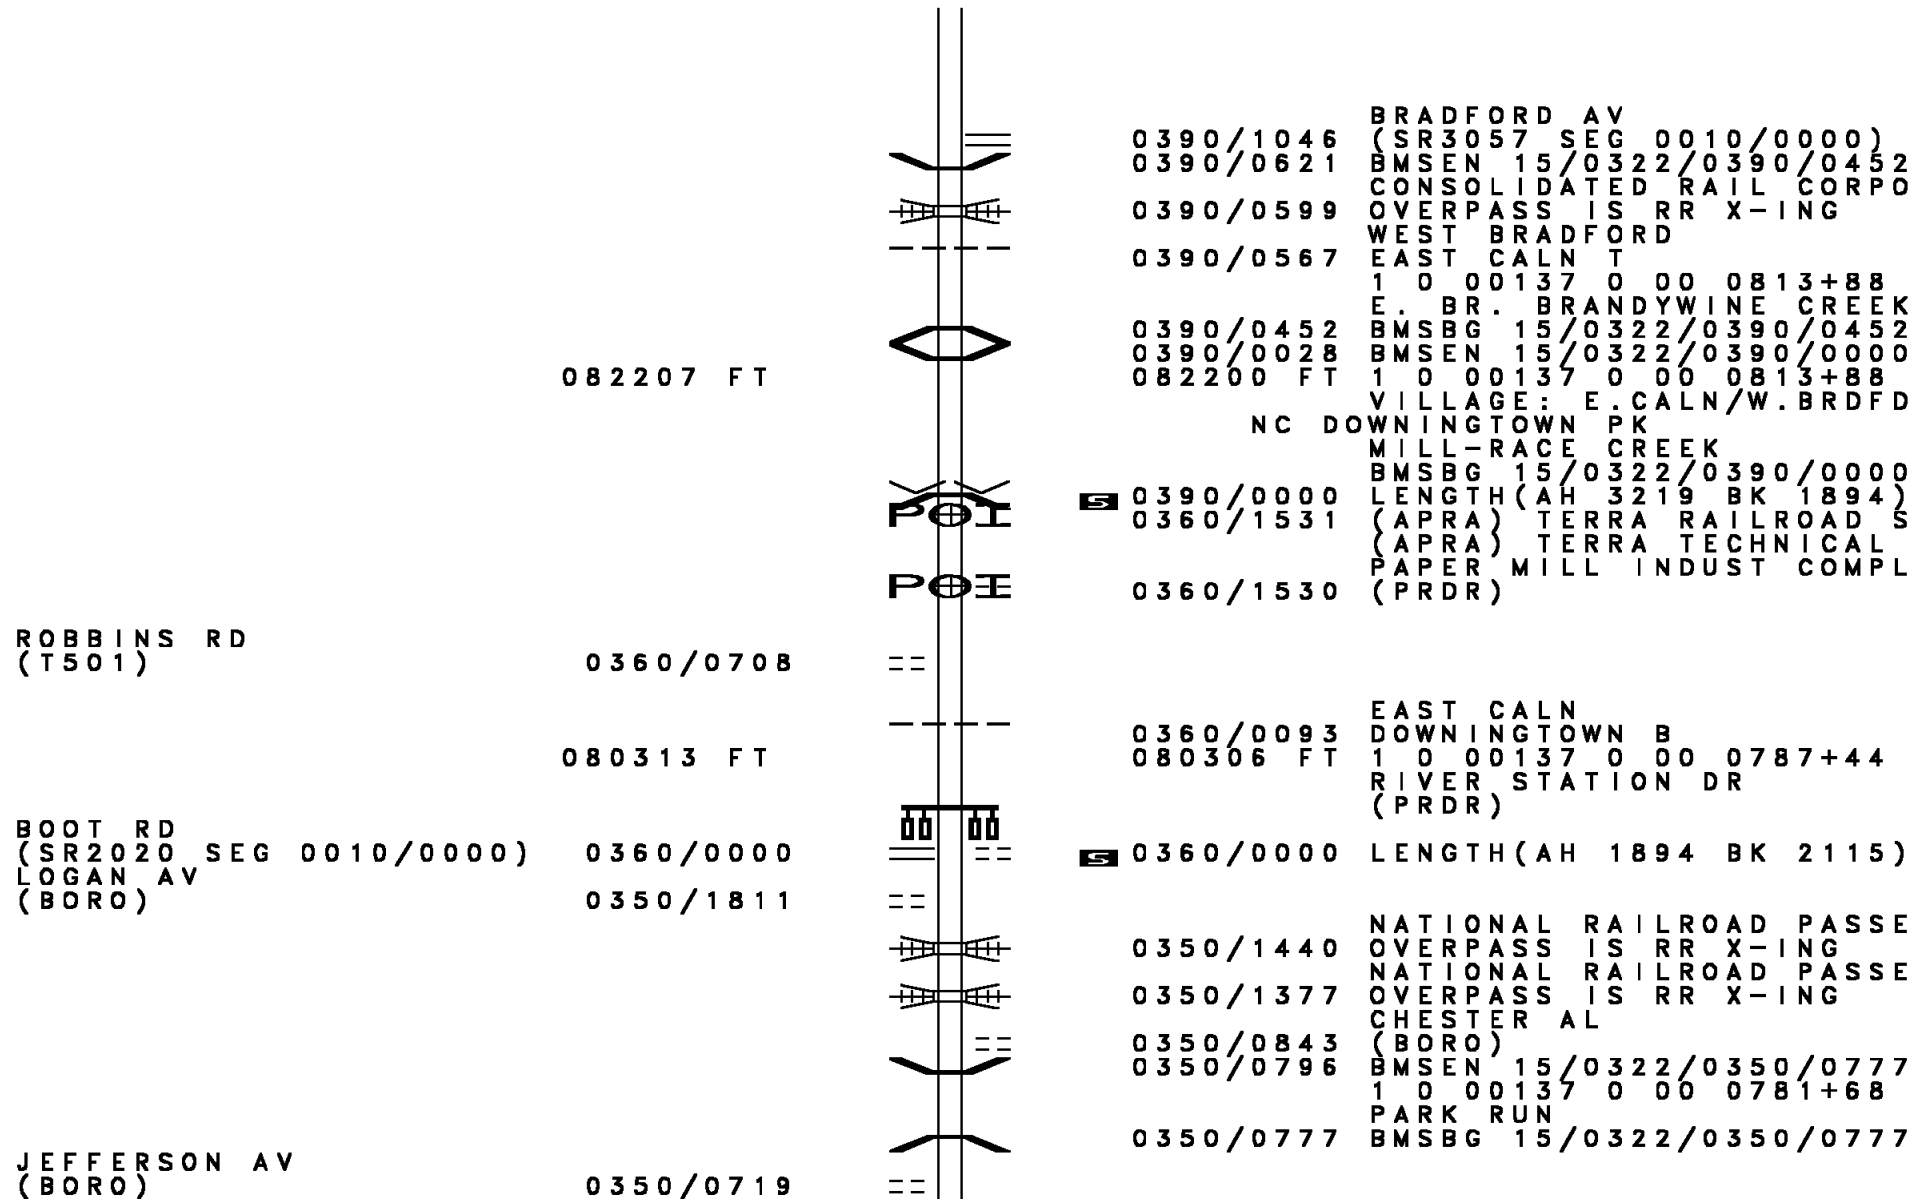 BRADFORD AV
0390/1046 (SR3057 SEG 0010/0000)
0390/0621 BMSEN 15/0322/0390/0452
CONSOLIDATED RAIL CORPO
0390/0599 OVERPASS IS RR X-ING
WEST BRADFORD
0390/0567 EAST CALN T
1 0 00137 0 00 0813+88
E. BR. BRANDYWINE CREEK
0390/0452 BMSBG 15/0322/0390/0452
0390/0028 BMSEN 15/0322/0390/0000
082207 FT 082200 FT 1 0 00137 0 00 0813+88
VILLAGE: E.CALN/W.BRDFD
NC DOWNINGTOWN PK
MILL-RACE CREEK
BMSBG 15/0322/0390/0000
S 0390/0000 LENGTH(AH 3219 BK 1894)
POI 0360/1531 (APRA) TERRA RAILROAD S
(APRA) TERRA TECHNICAL
PAPER MILL INDUST COMPL
POI 0360/1530 (PRDR)
ROBBINS RD
(T501) 0360/0708
EAST CALN
0360/0093 DOWNINGTOWN B
080313 FT 080306 FT 1 0 00137 0 00 0787+44
RIVER STATION DR
(PRDR)
BOOT RD
(SR2020 SEG 0010/0000) 0360/0000 S 0360/0000 LENGTH(AH 1894 BK 2115)
LOGAN AV
(BORO) 0350/1811
NATIONAL RAILROAD PASSE
0350/1440 OVERPASS IS RR X-ING
NATIONAL RAILROAD PASSE
0350/1377 OVERPASS IS RR X-ING
CHESTER AL
0350/0843 (BORO)
0350/0796 BMSEN 15/0322/0350/0777
1 0 00137 0 00 0781+68
PARK RUN
0350/0777 BMSBG 15/0322/0350/0777
JEFFERSON AV
(BORO) 0350/0719